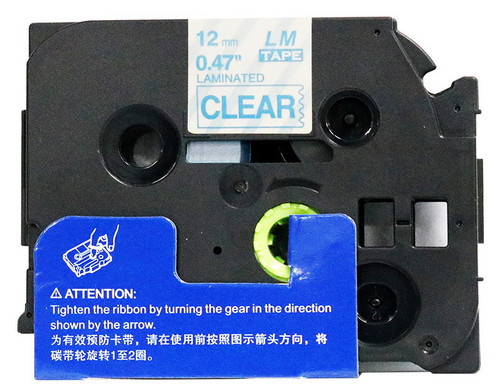 12 mm LM
0.47" TAPE
LAMINATED
CLEAR
⚠ ATTENTION:
Tighten the ribbon by turning the gear in the direction
shown by the arrow.
为有效预防卡带，请在使用前按照图示箭头方向，将
碳带轮旋转1至2圈。